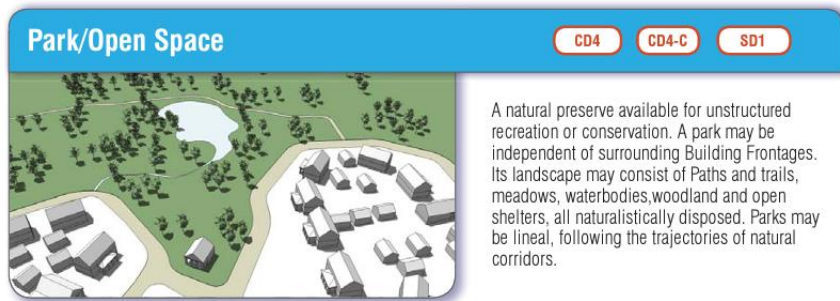 Park/Open Space
CD4
CD4-C
SD1
A natural preserve available for unstructured
recreation or conservation. A park may be
independent of surrounding Building Frontages.
Its landscape may consist of Paths and trails,
meadows, waterbodies,woodland and open
shelters, all naturalistically disposed. Parks may
be lineal, following the trajectories of natural
corridors.